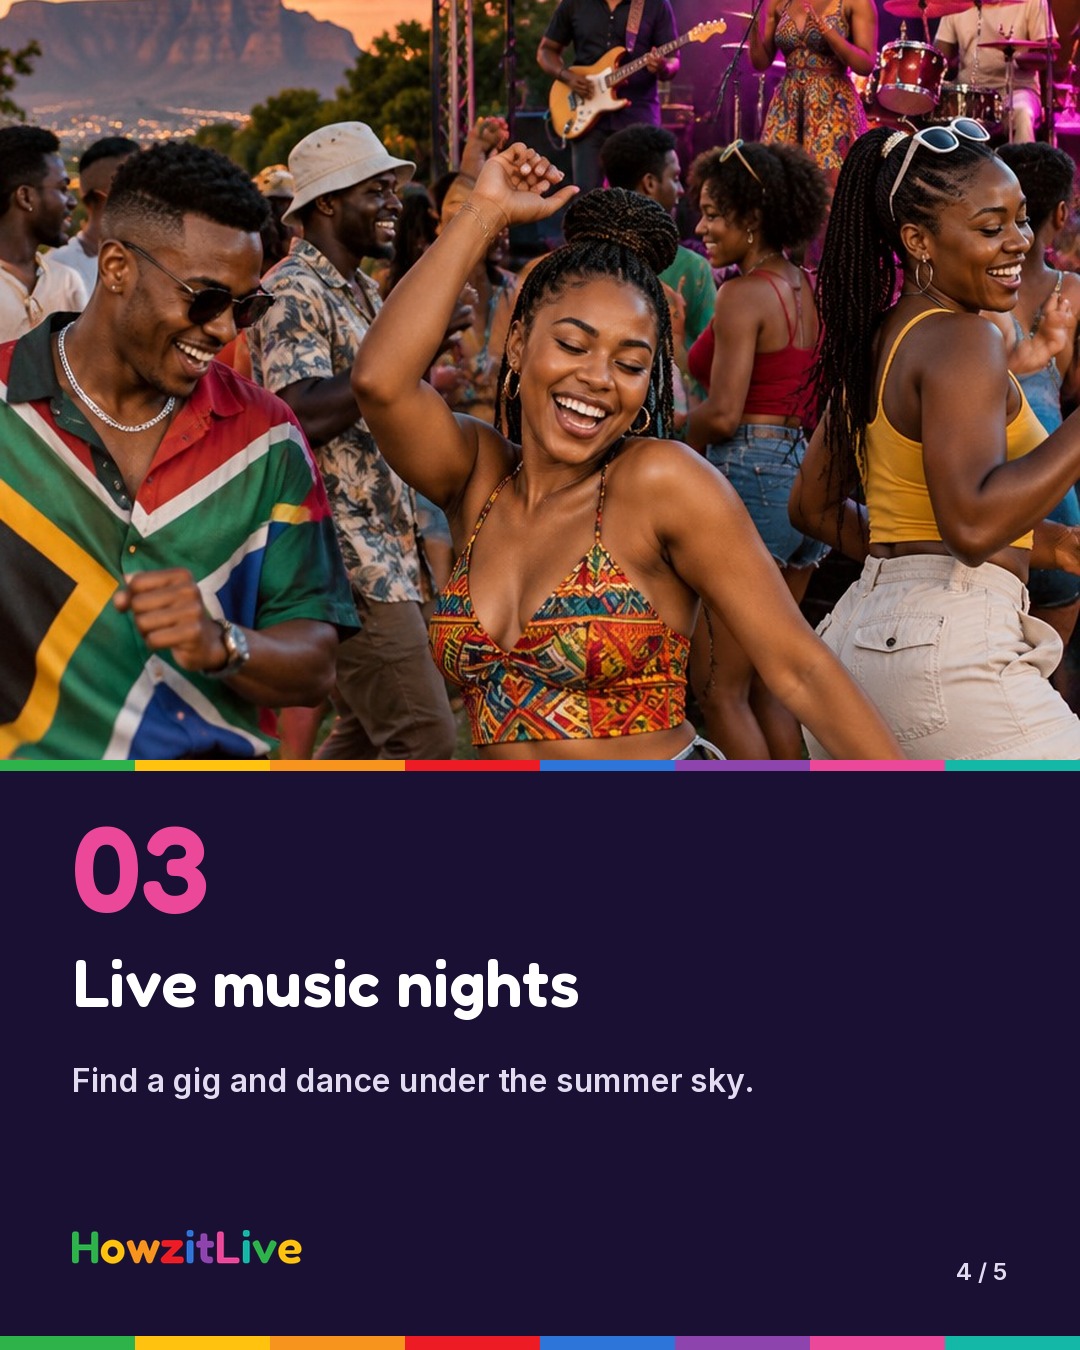 03
Live music nights
Find a gig and dance under the summer sky.
HowzitLive
4 / 5